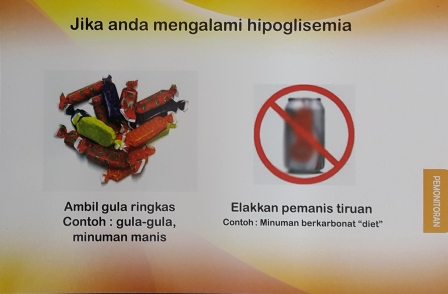 Jika anda mengalami hipoglisemia
Ambil gula ringkas
Contoh : gula-gula,
minuman manis
Elakkan pemanis tiruan
Contoh : Minuman berkarbonat "diet"
PEMONITORAN